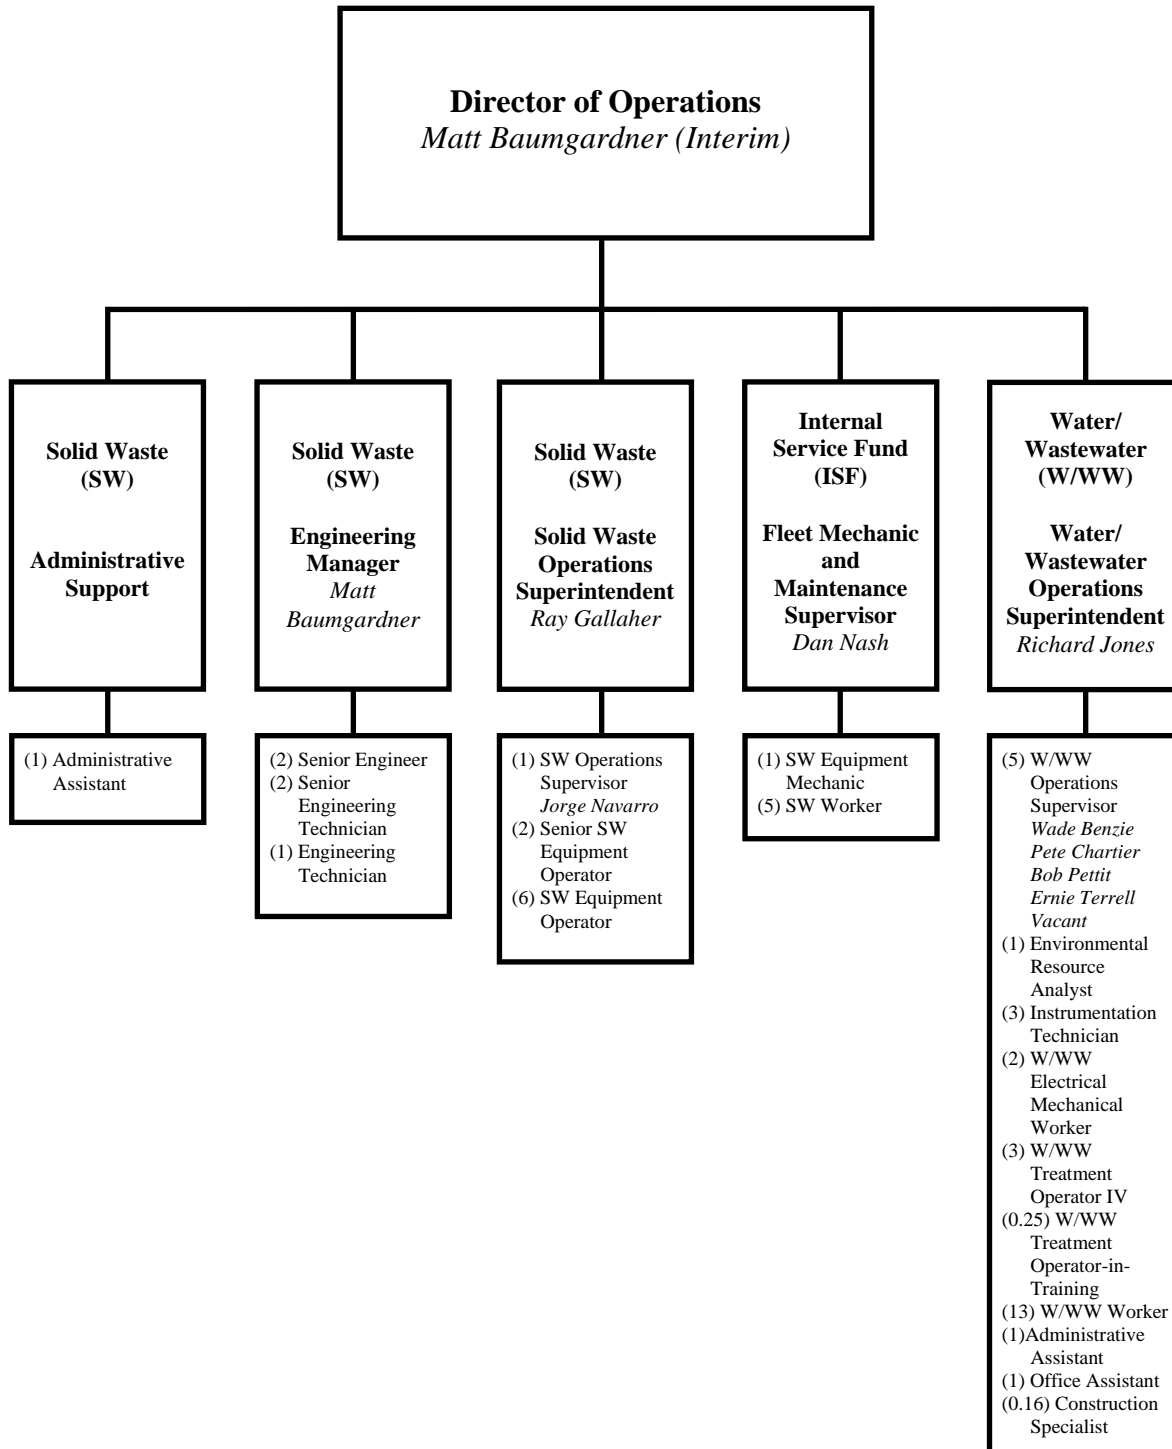 Director of Operations
Matt Baumgardner (Interim)
Solid Waste
(SW)
Administrative
Support
Solid Waste
(SW)
Engineering
Manager
Matt
Baumgardner
Solid Waste
(SW)
Solid Waste
Operations
Superintendent
Ray Gallaher
Internal
Service Fund
(ISF)
Fleet Mechanic
and
Maintenance
Supervisor
Dan Nash
Water/
Wastewater
(W/WW)
Water/
Wastewater
Operations
Superintendent
Richard Jones
(1) Administrative
Assistant
(2) Senior Engineer
(2) Senior
Engineering
Technician
(1) Engineering
Technician
(1) SW Operations
Supervisor
Jorge Navarro
(2) Senior SW
Equipment
Operator
(6) SW Equipment
Operator
(1) SW Equipment
Mechanic
(5) SW Worker
(5) W/WW
Operations
Supervisor
Wade Benzie
Pete Chartier
Bob Pettit
Ernie Terrell
Vacant
(1) Environmental
Resource
Analyst
(3) Instrumentation
Technician
(2) W/WW
Electrical
Mechanical
Worker
(3) W/WW
Treatment
Operator IV
(0.25) W/WW
Treatment
Operator-in-
Training
(13) W/WW Worker
(1)Administrative
Assistant
(1) Office Assistant
(0.16) Construction
Specialist